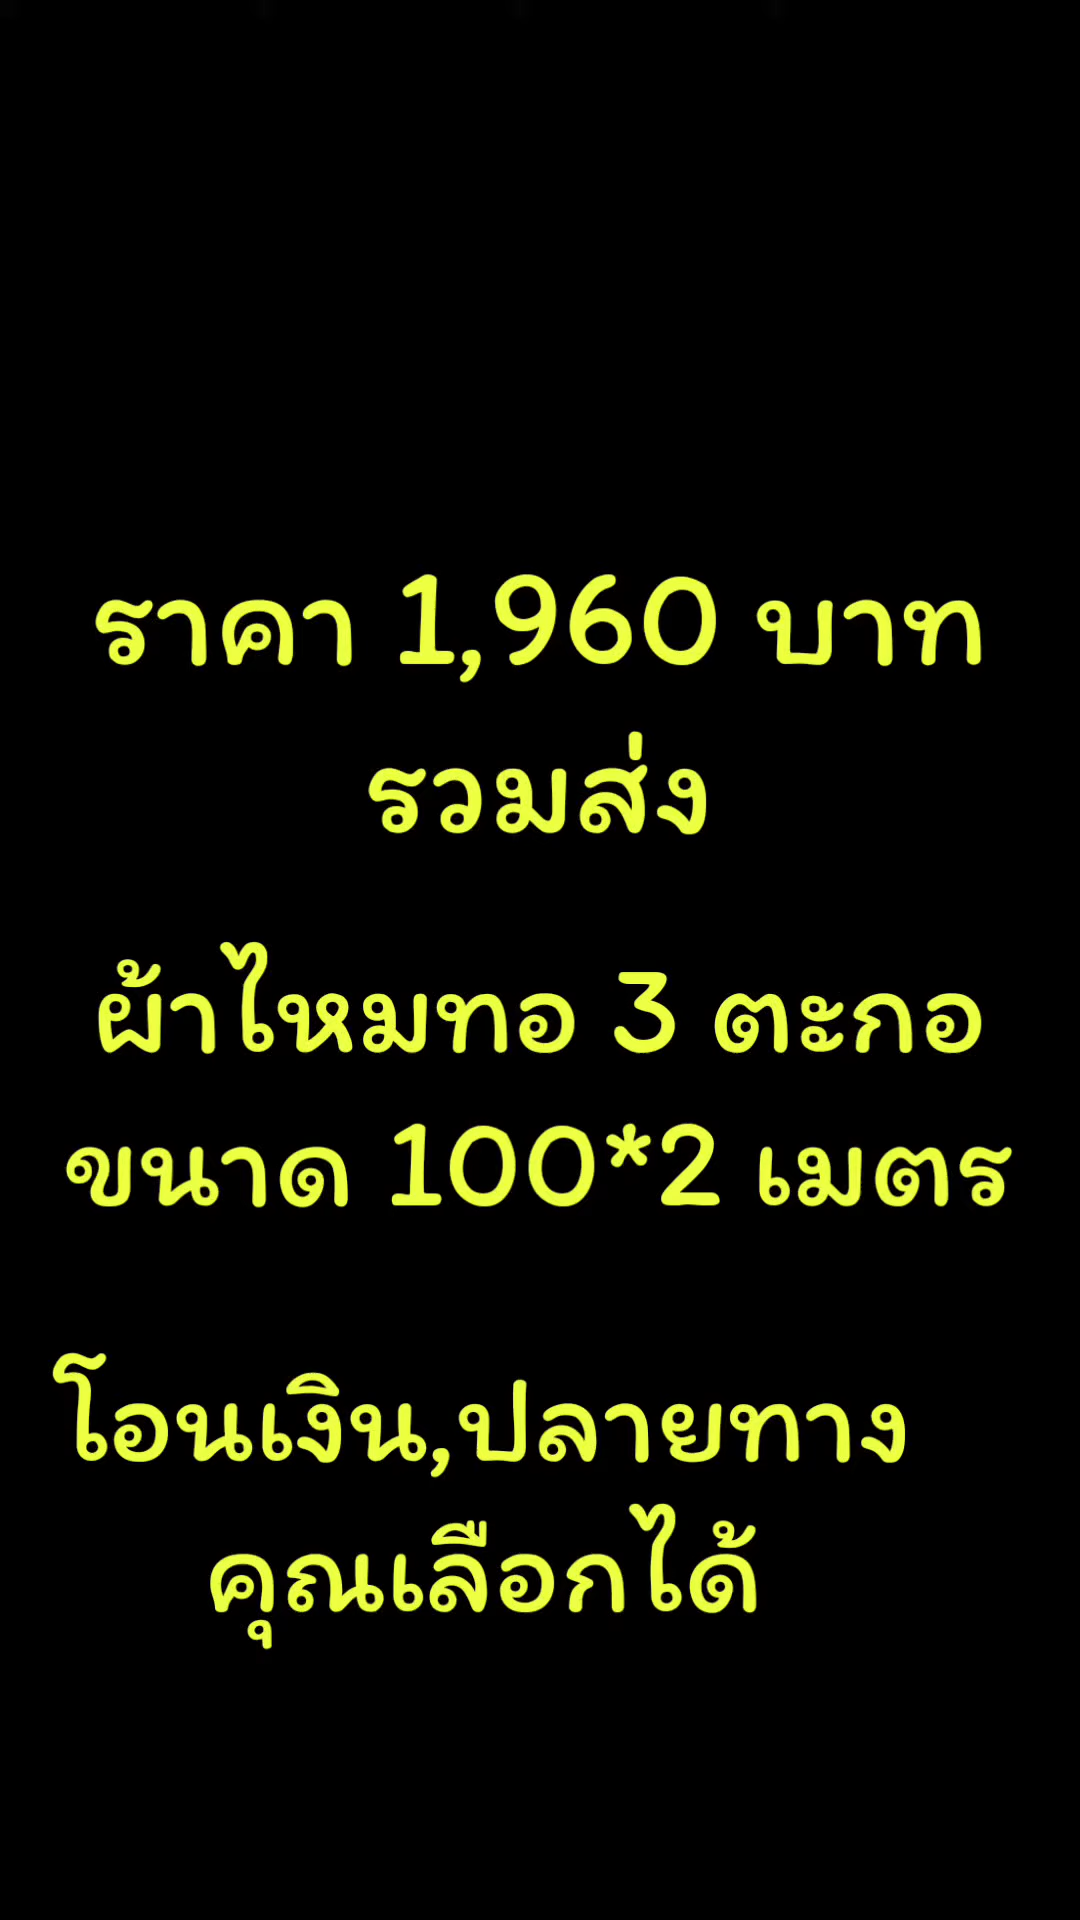 ราคา 1,960 บาท
รวมส่ง
ผ้าไหมทอ 3 ตะกอ
ขนาด 100*2 เมตร
โอนเงิน,ปลายทาง
คุณเลือกได้